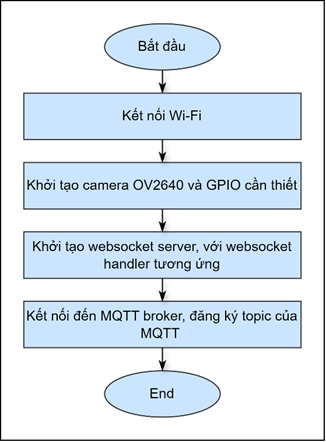 Bắt đầu
Kết nối Wi-Fi
Khởi tạo camera OV2640 và GPIO cần thiết
Khởi tạo websocket server, với websocket
handler tương ứng
Kết nối đến MQTT broker, đăng ký topic của
MQTT
End